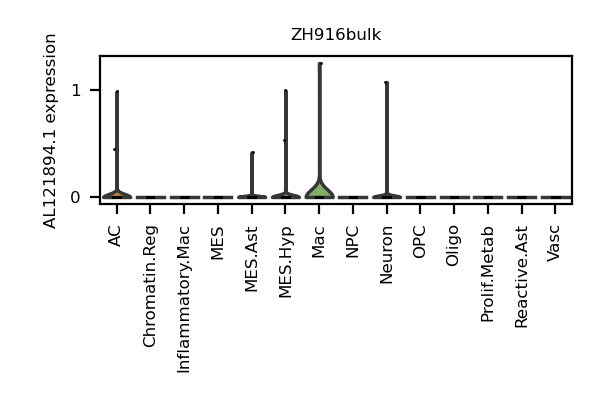 ZH916bulk
AL121894.1 expression
1
0
AC
Chromatin.Reg
Inflammatory.Mac
MES
MES.Ast
MES.Hyp
Mac
NPC
Neuron
OPC
Oligo
Prolif.Metab
Reactive.Ast
Vasc